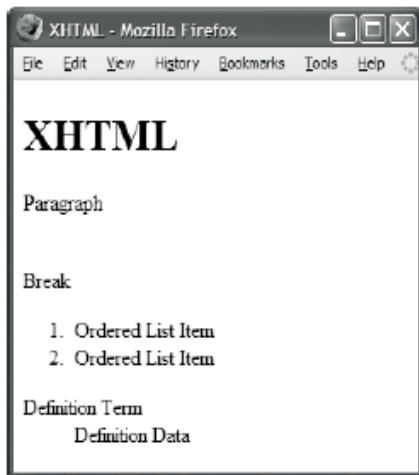 XHTML - Mozilla Firefox
File Edit View History Bookmarks Tools Help
XHTML
Paragraph
Break
1. Ordered List Item
2. Ordered List Item
Definition Term
Definition Data